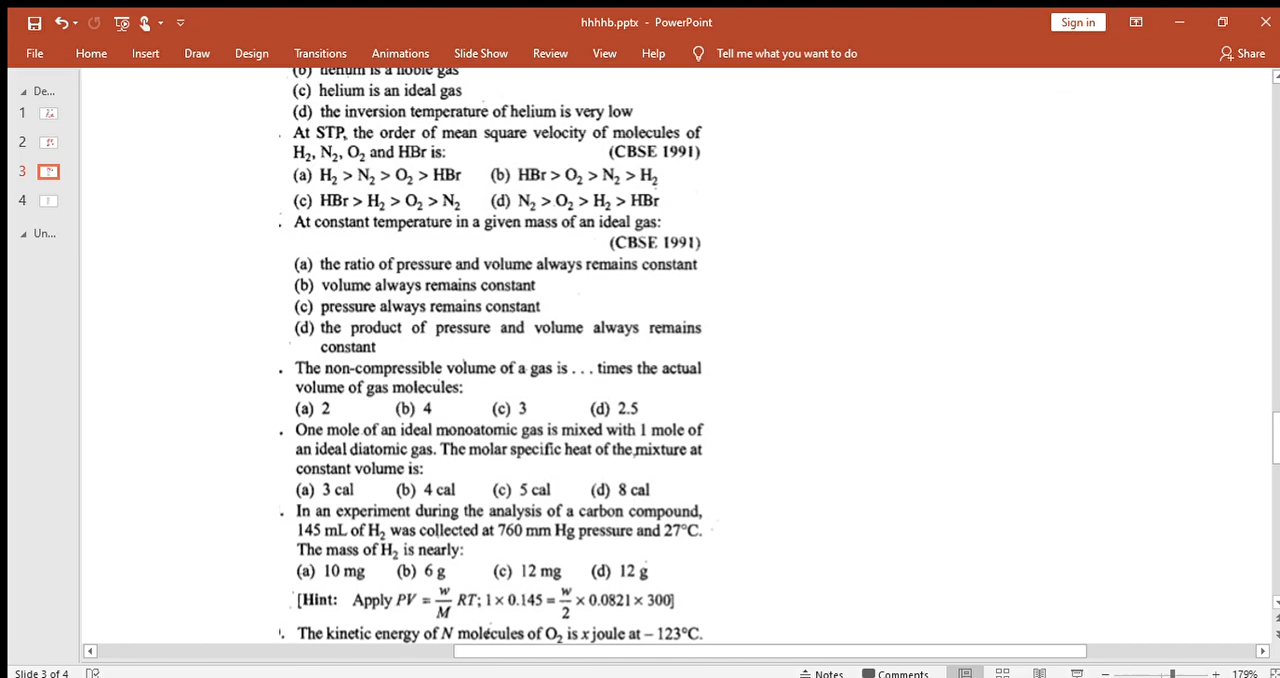 hhhhb.pptx - PowerPoint
Sign in
File Home Insert Draw Design Transitions Animations Slide Show Review View Help Tell me what you want to do Share
De...
1
2
3
4
Un...
(b) helium is a noble gas
(c) helium is an ideal gas
(d) the inversion temperature of helium is very low
. At STP, the order of mean square velocity of molecules of
H₂, N₂, O₂ and HBr is: (CBSE 1991)
(a) H₂ > N₂ > O₂ > HBr (b) HBr > O₂ > N₂ > H₂
(c) HBr > H₂ > O₂ > N₂ (d) N₂ > O₂ > H₂ > HBr
. At constant temperature in a given mass of an ideal gas:
(CBSE 1991)
(a) the ratio of pressure and volume always remains constant
(b) volume always remains constant
(c) pressure always remains constant
(d) the product of pressure and volume always remains
constant
. The non-compressible volume of a gas is . . . times the actual
volume of gas molecules:
(a) 2 (b) 4 (c) 3 (d) 2.5
. One mole of an ideal monoatomic gas is mixed with 1 mole of
an ideal diatomic gas. The molar specific heat of the mixture at
constant volume is:
(a) 3 cal (b) 4 cal (c) 5 cal (d) 8 cal
. In an experiment during the analysis of a carbon compound,
145 mL of H₂ was collected at 760 mm Hg pressure and 27°C.
The mass of H₂ is nearly:
(a) 10 mg (b) 6 g (c) 12 mg (d) 12 g
[Hint: Apply PV = w/M RT; 1 × 0.145 = w/2 × 0.0821 × 300]
. The kinetic energy of N molecules of O₂ is x joule at – 123°C.
Slide 3 of 4 Notes Comments 179%